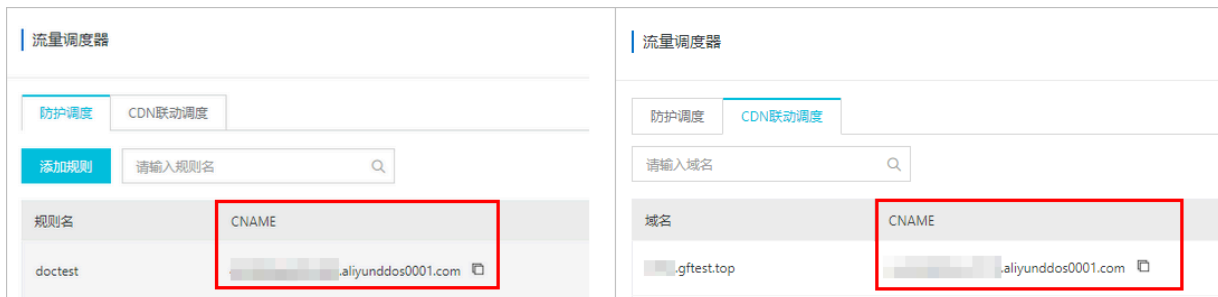 流量调度器
防护调度 CDN联动调度
添加规则 请输入规则名
规则名 CNAME
doctest .aliyunddos0001.com
流量调度器
防护调度 CDN联动调度
请输入域名
域名 CNAME
.gftest.top .aliyunddos0001.com